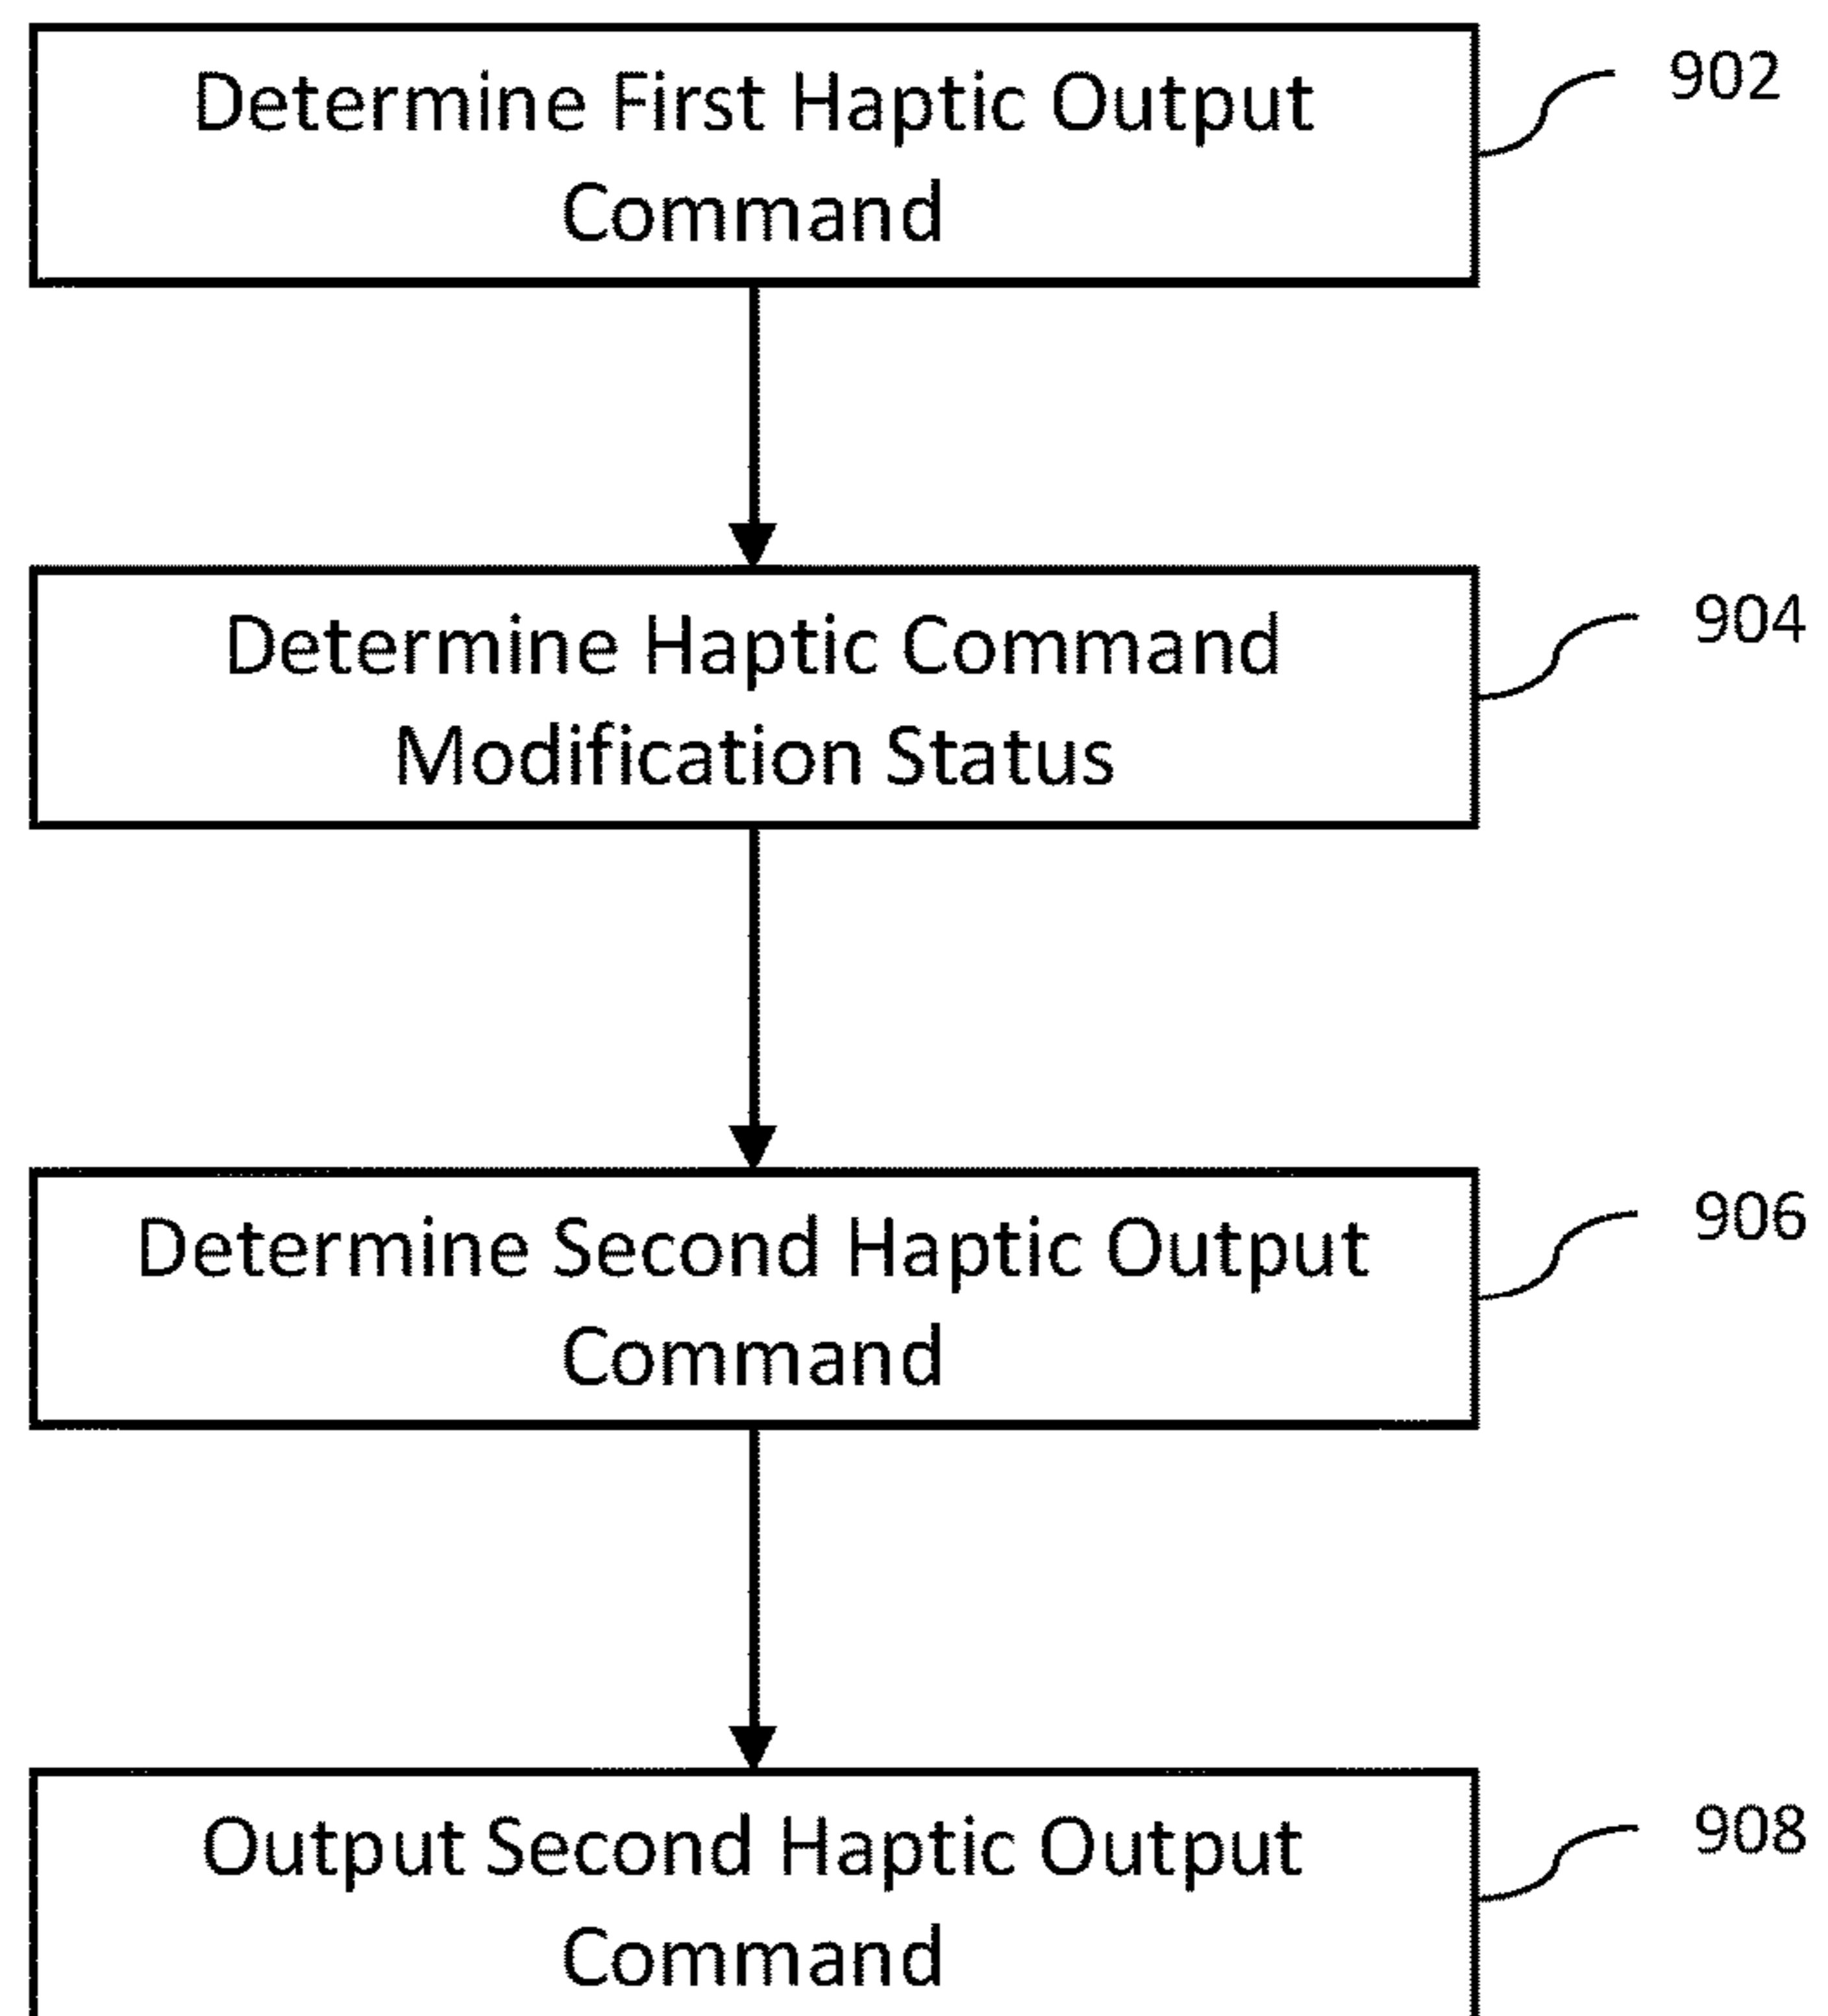 Determine First Haptic Output
Command
902
Determine Haptic Command
Modification Status
904
Determine Second Haptic Output
Command
906
Output Second Haptic Output
Command
908